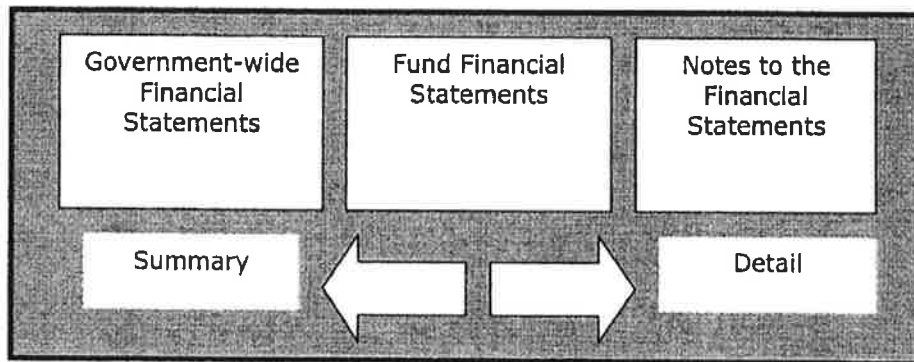 Government-wide
Financial
Statements
Fund Financial
Statements
Notes to the
Financial
Statements
Summary
Detail